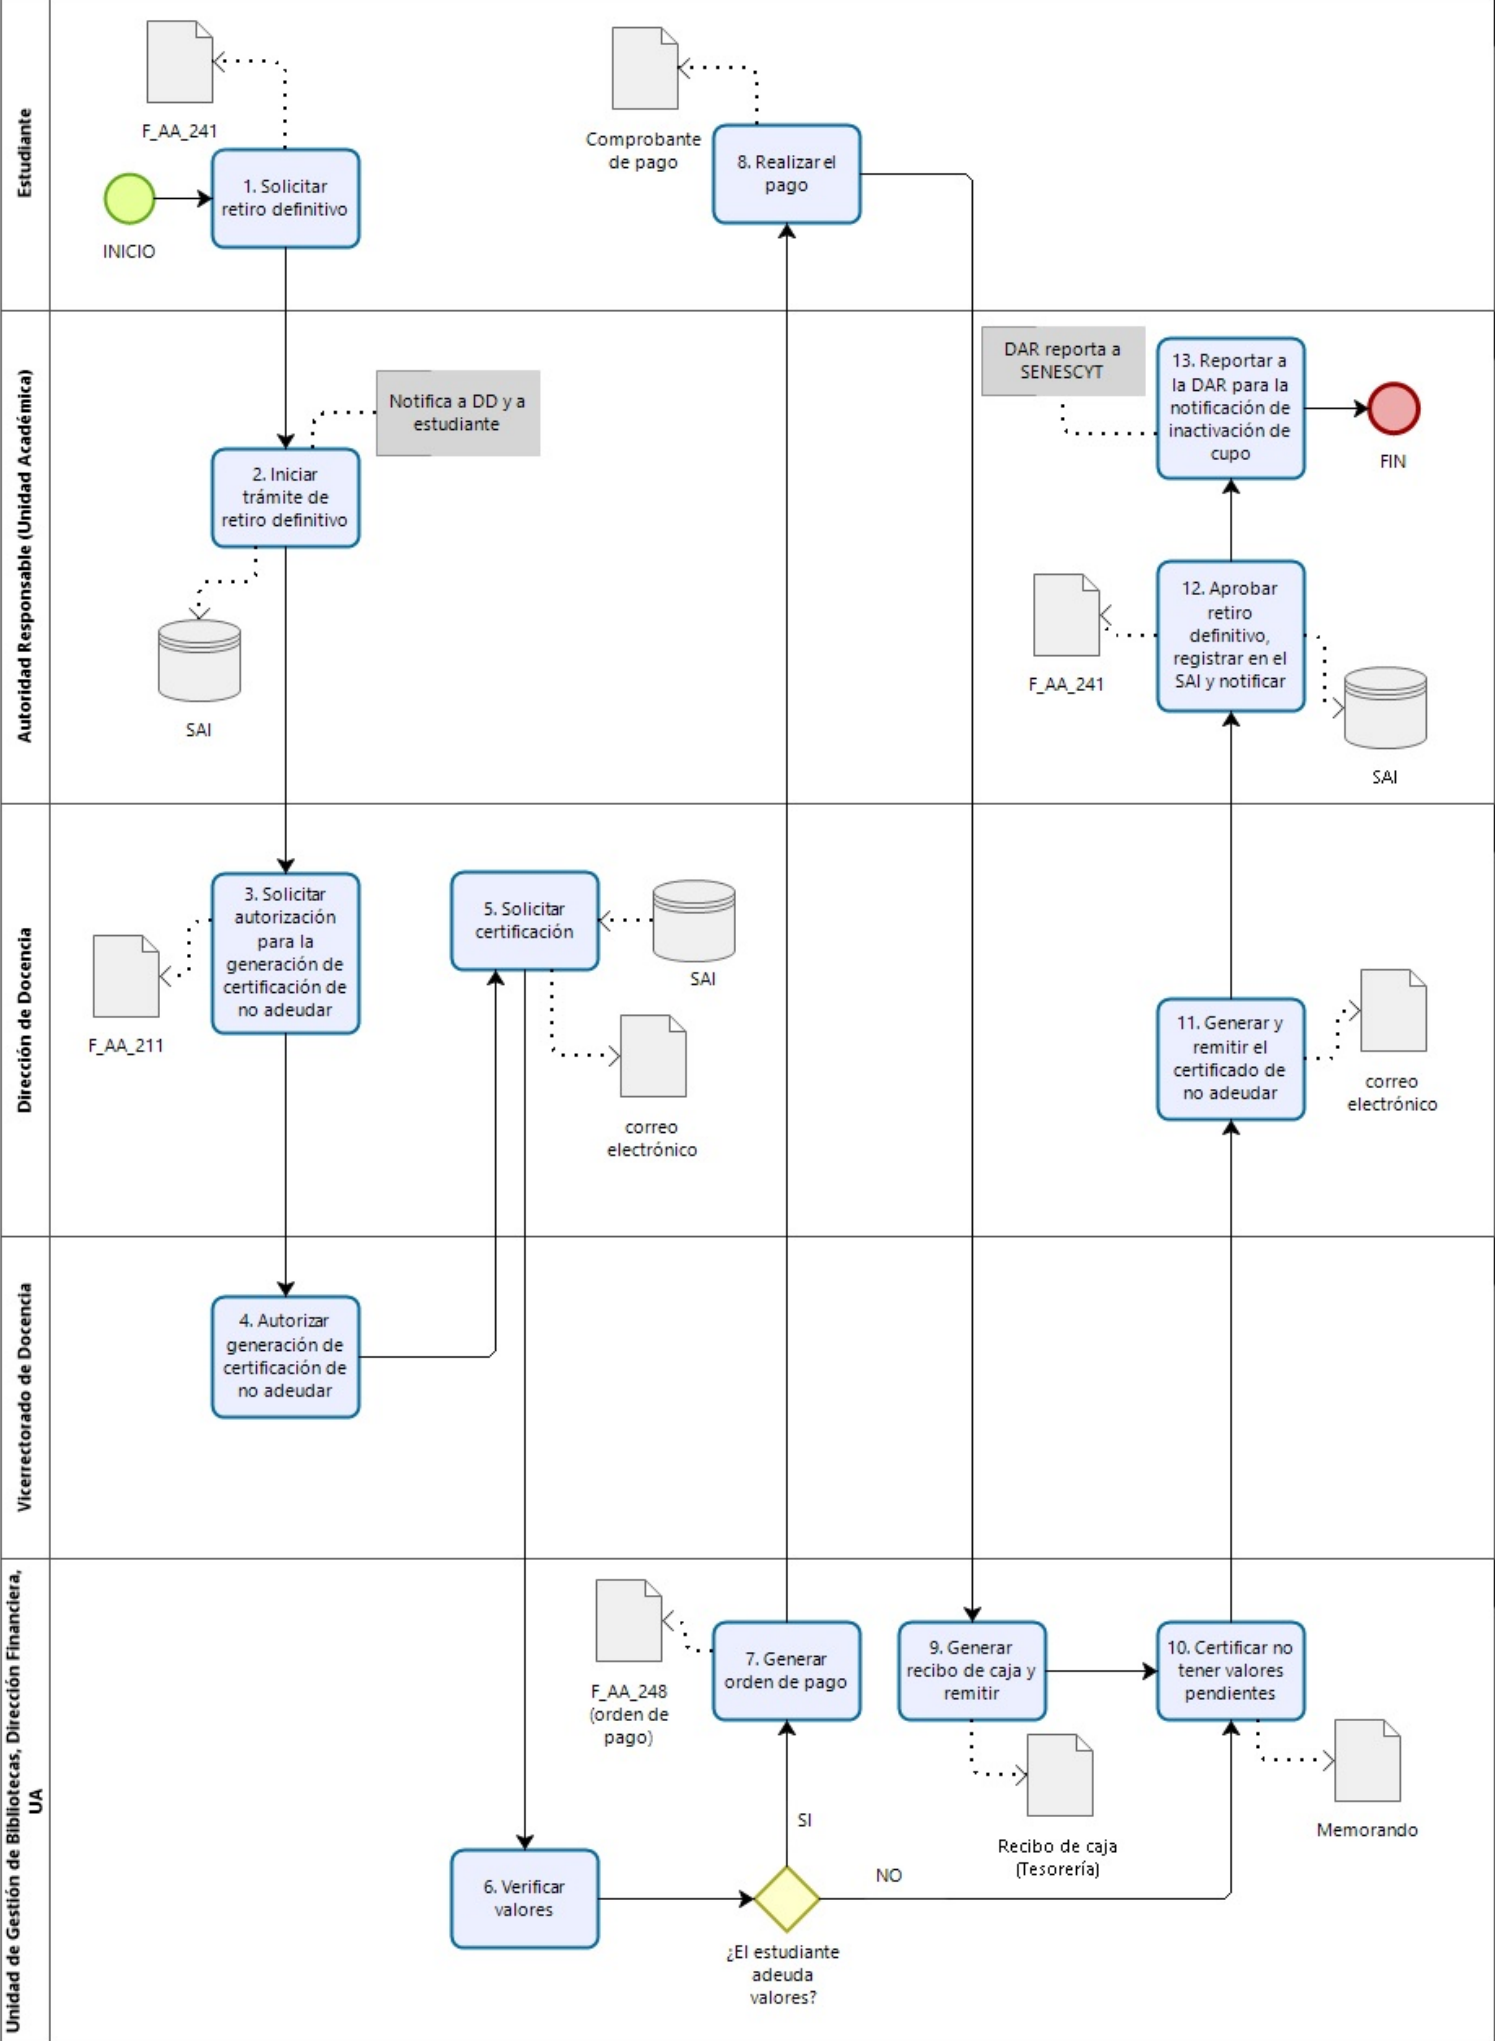 Estudiante
F_AA_241
INICIO
1. Solicitar
retiro definitivo
Comprobante
de pago
8. Realizar el
pago
Autoridad Responsable (Unidad Académica)
Notifica a DD y a
estudiante
2. Iniciar
trámite de
retiro definitivo
SAI
DAR reporta a
SENESCYT
13. Reportar a
la DAR para la
notificación de
inactivación de
cupo
FIN
12. Aprobar
retiro
definitivo,
registrar en el
SAI y notificar
F_AA_241
SAI
Dirección de Docencia
3. Solicitar
autorización
para la
generación de
certificación de
no adeudar
F_AA_211
5. Solicitar
certificación
SAI
correo
electrónico
11. Generar y
remitir el
certificado de
no adeudar
correo
electrónico
Vicerrectorado de Docencia
4. Autorizar
generación de
certificación de
no adeudar
Unidad de Gestión de Bibliotecas, Dirección Financiera,
UA
F_AA_248
(orden de
pago)
7. Generar
orden de pago
9. Generar
recibo de caja y
remitir
10. Certificar no
tener valores
pendientes
Recibo de caja
(Tesorería)
Memorando
SI
NO
6. Verificar
valores
¿El estudiante
adeuda
valores?